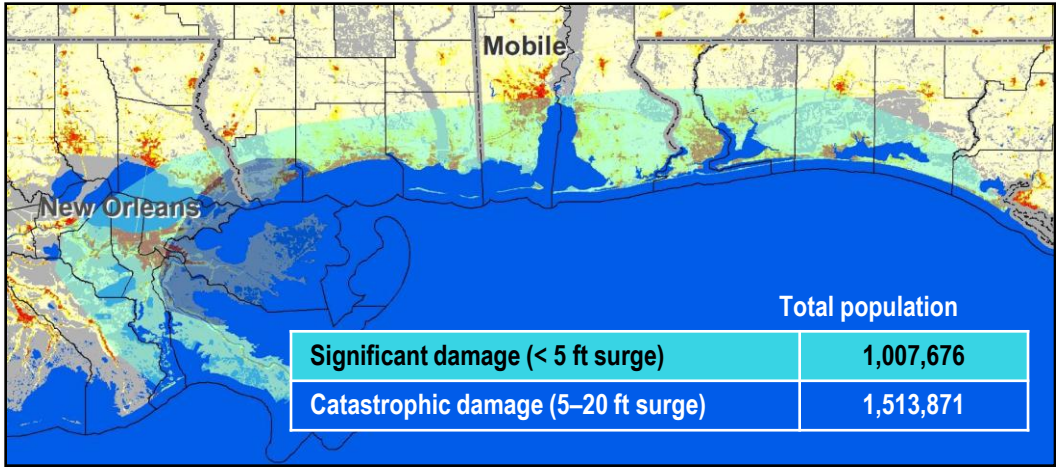 Mobile
New Orleans
Total population
Significant damage (< 5 ft surge) 1,007,676
Catastrophic damage (5–20 ft surge) 1,513,871